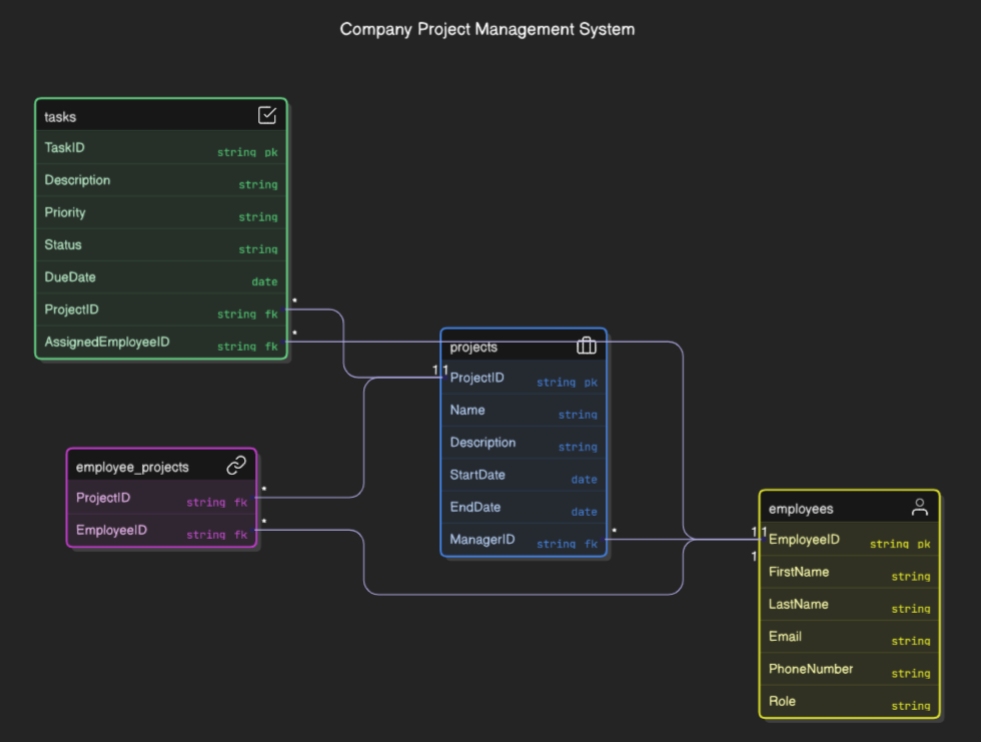 Company Project Management System
tasks
TaskID string pk
Description string
Priority string
Status string
DueDate date
ProjectID string fk *
AssignedEmployeeID string fk *
projects
1 1 ProjectID string pk
Name string
Description string
StartDate date
EndDate date
ManagerID string fk *
employee_projects
ProjectID string fk *
EmployeeID string fk *
employees
1 1 EmployeeID string pk
1
FirstName string
LastName string
Email string
PhoneNumber string
Role string